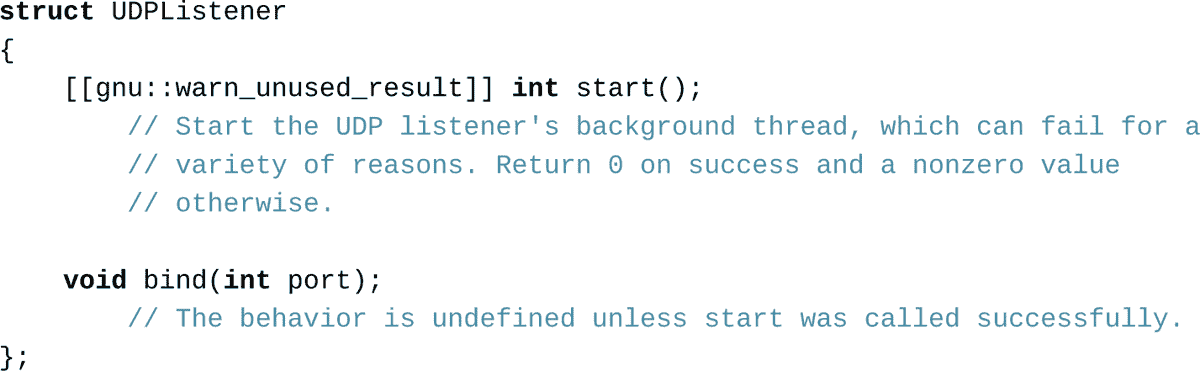 struct UDPListener
{
    [[gnu::warn_unused_result]] int start();
        // Start the UDP listener's background thread, which can fail for a
        // variety of reasons. Return 0 on success and a nonzero value
        // otherwise.

    void bind(int port);
        // The behavior is undefined unless start was called successfully.
};